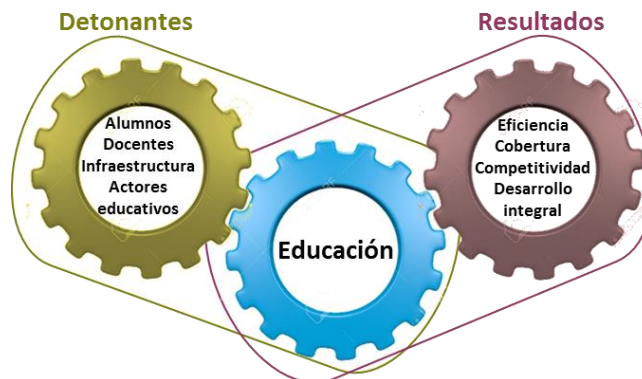 Detonantes
Resultados
Alumnos
Docentes
Infraestructura
Actores
educativos
Educación
Eficiencia
Cobertura
Competitividad
Desarrollo
integral